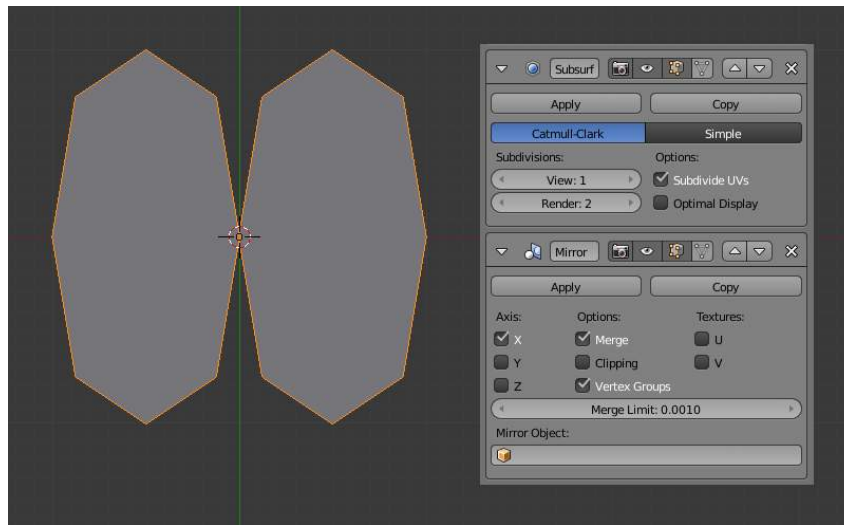 Subsurf
Apply Copy
Catmull-Clark Simple
Subdivisions: Options:
View: 1 Subdivide UVs
Render: 2 Optimal Display
Mirror
Apply Copy
Axis: Options: Textures:
X Merge U
Y Clipping V
Z Vertex Groups
Merge Limit: 0.0010
Mirror Object: